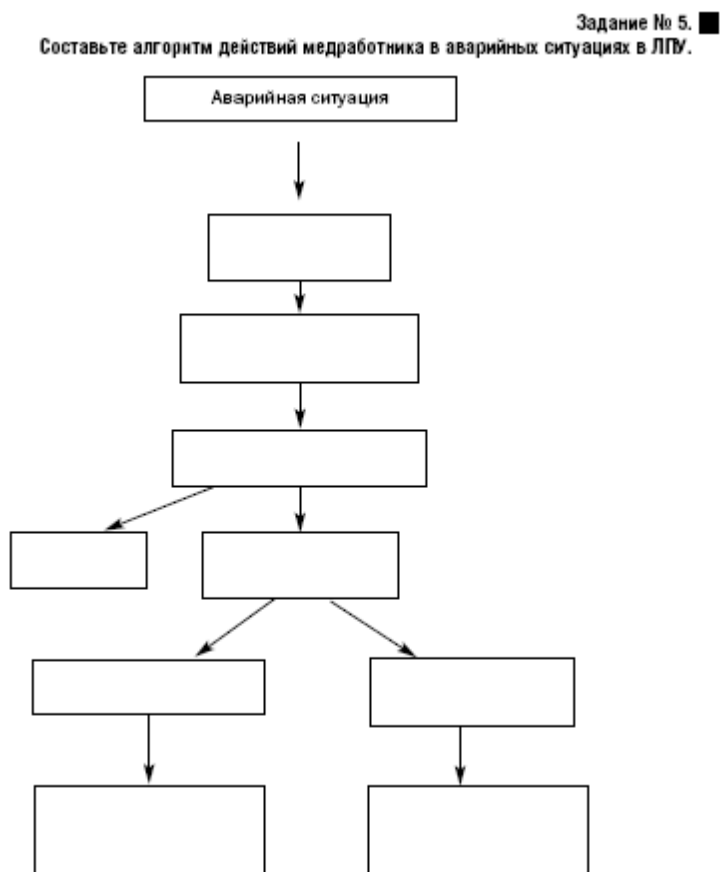 Задание № 5.
Составьте алгоритм действий медработника в аварийных ситуациях в ЛПУ.
Аварийная ситуация